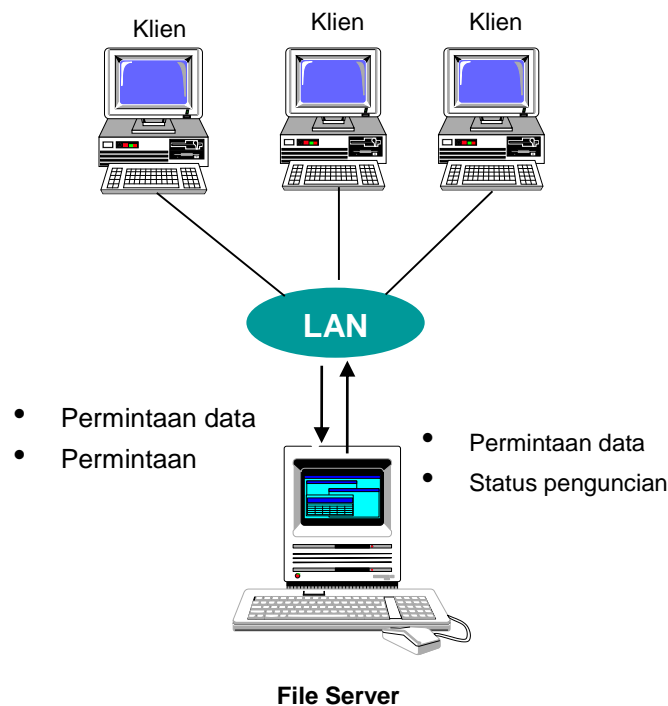 Klien
Klien
Klien
LAN
• Permintaan data
• Permintaan
• Permintaan data
• Status penguncian
File Server